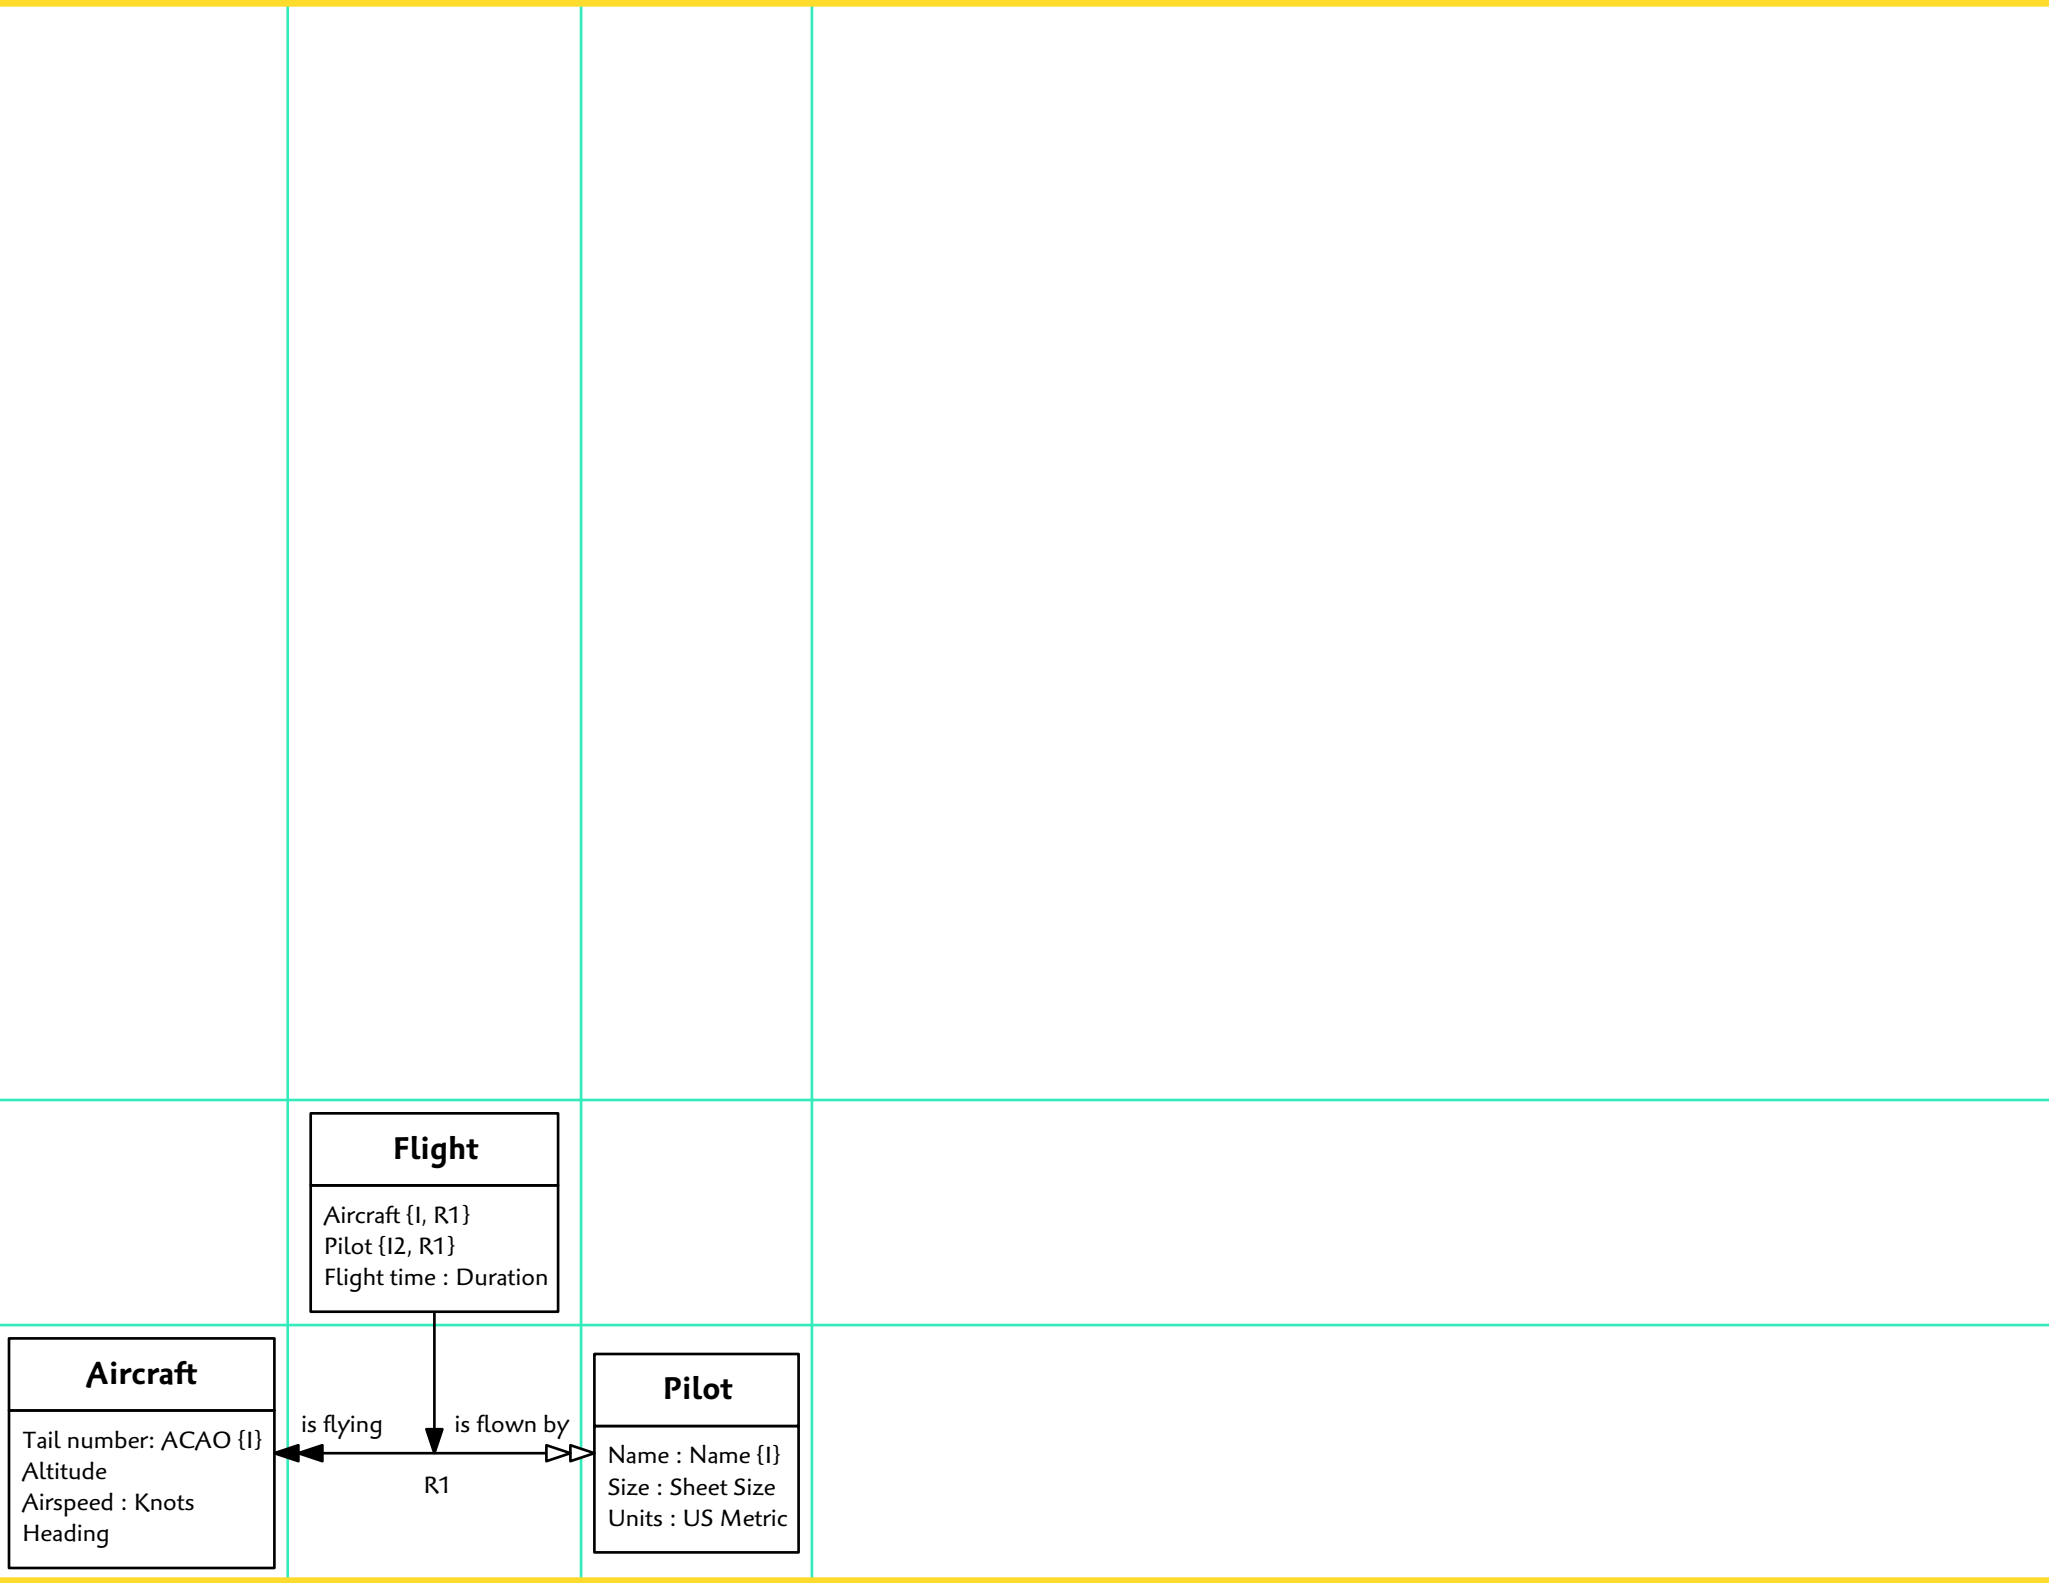 Flight
Aircraft {I, R1}
Pilot {I2, R1}
Flight time : Duration
Aircraft
Tail number: ACAO {I}
Altitude
Airspeed : Knots
Heading
is flying
is flown by
R1
Pilot
Name : Name {I}
Size : Sheet Size
Units : US Metric